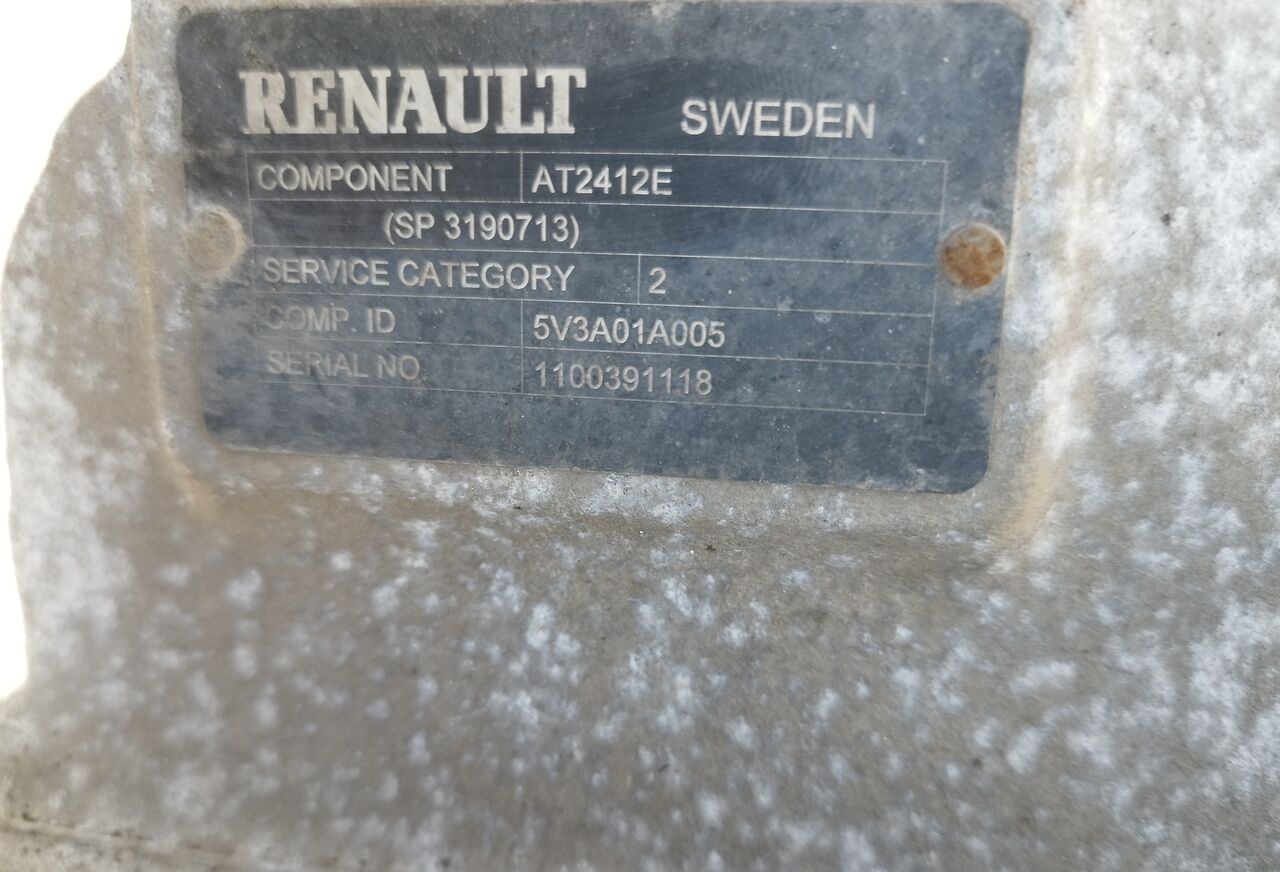 RENAULT SWEDEN
COMPONENT AT2412E
(SP 3190713)
SERVICE CATEGORY 2
COMP. ID 5V3A01A005
SERIAL NO 1100391118